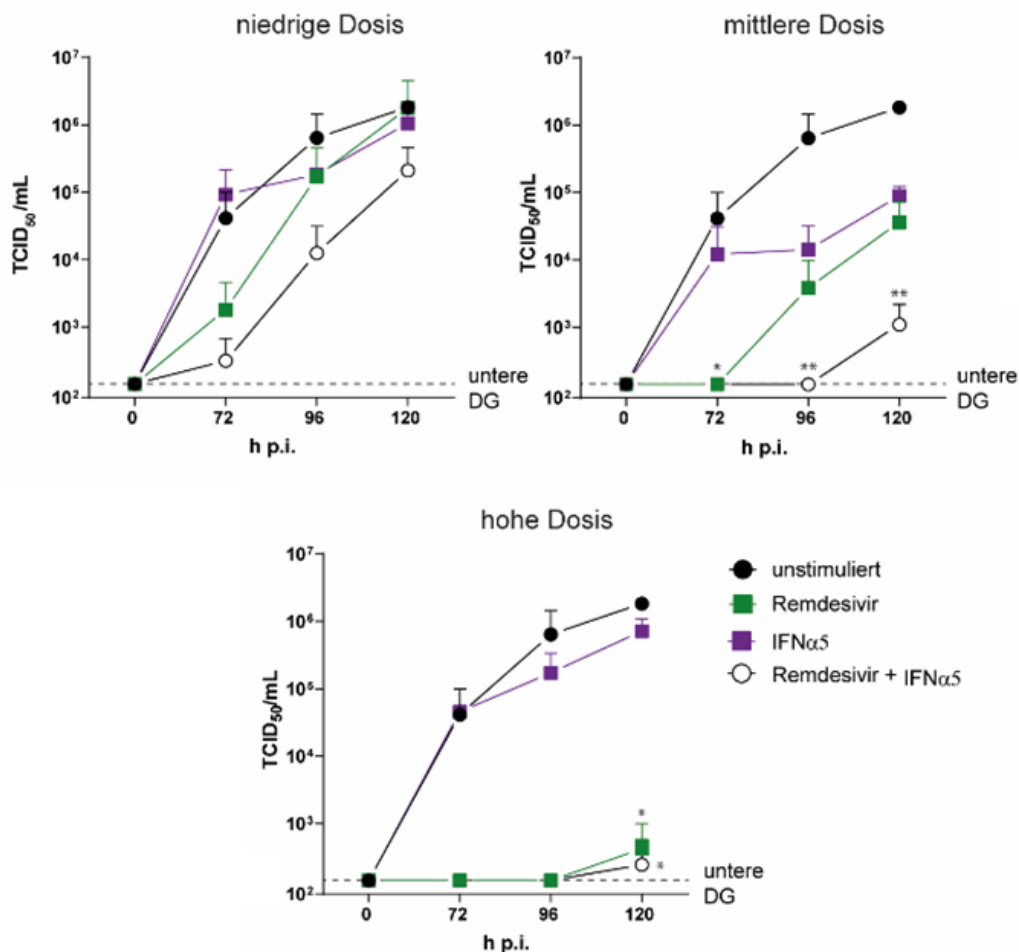 niedrige Dosis
10⁷
10⁶
10⁵
10⁴
10³
10²
TCID₅₀/mL
0 72 96 120
h p.i.
untere
DG
mittlere Dosis
10⁷
10⁶
10⁵
10⁴
10³
10²
TCID₅₀/mL
*
**
**
0 72 96 120
h p.i.
untere
DG
hohe Dosis
10⁷
10⁶
10⁵
10⁴
10³
10²
TCID₅₀/mL
*
*
0 72 96 120
h p.i.
untere
DG
unstimuliert
Remdesivir
IFNα5
Remdesivir + IFNα5